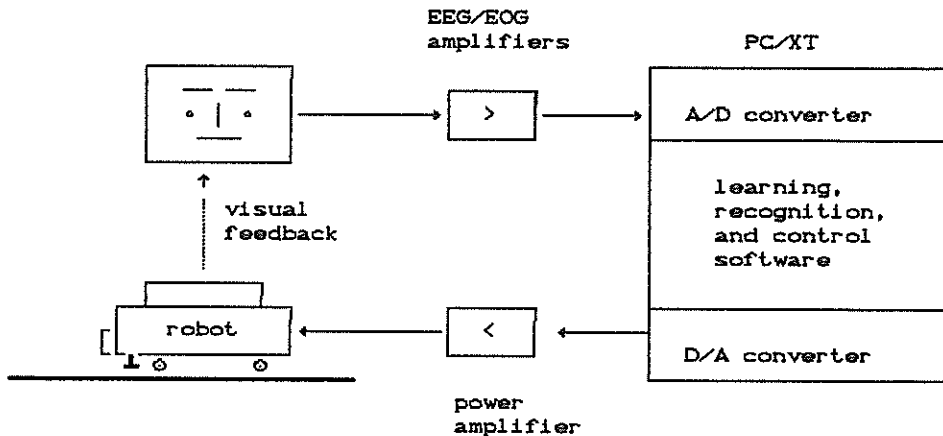 EEG/EOG
amplifiers
PC/XT
>
A/D converter
learning,
recognition,
and control
software
visual
feedback
robot
<
D/A converter
power
amplifier